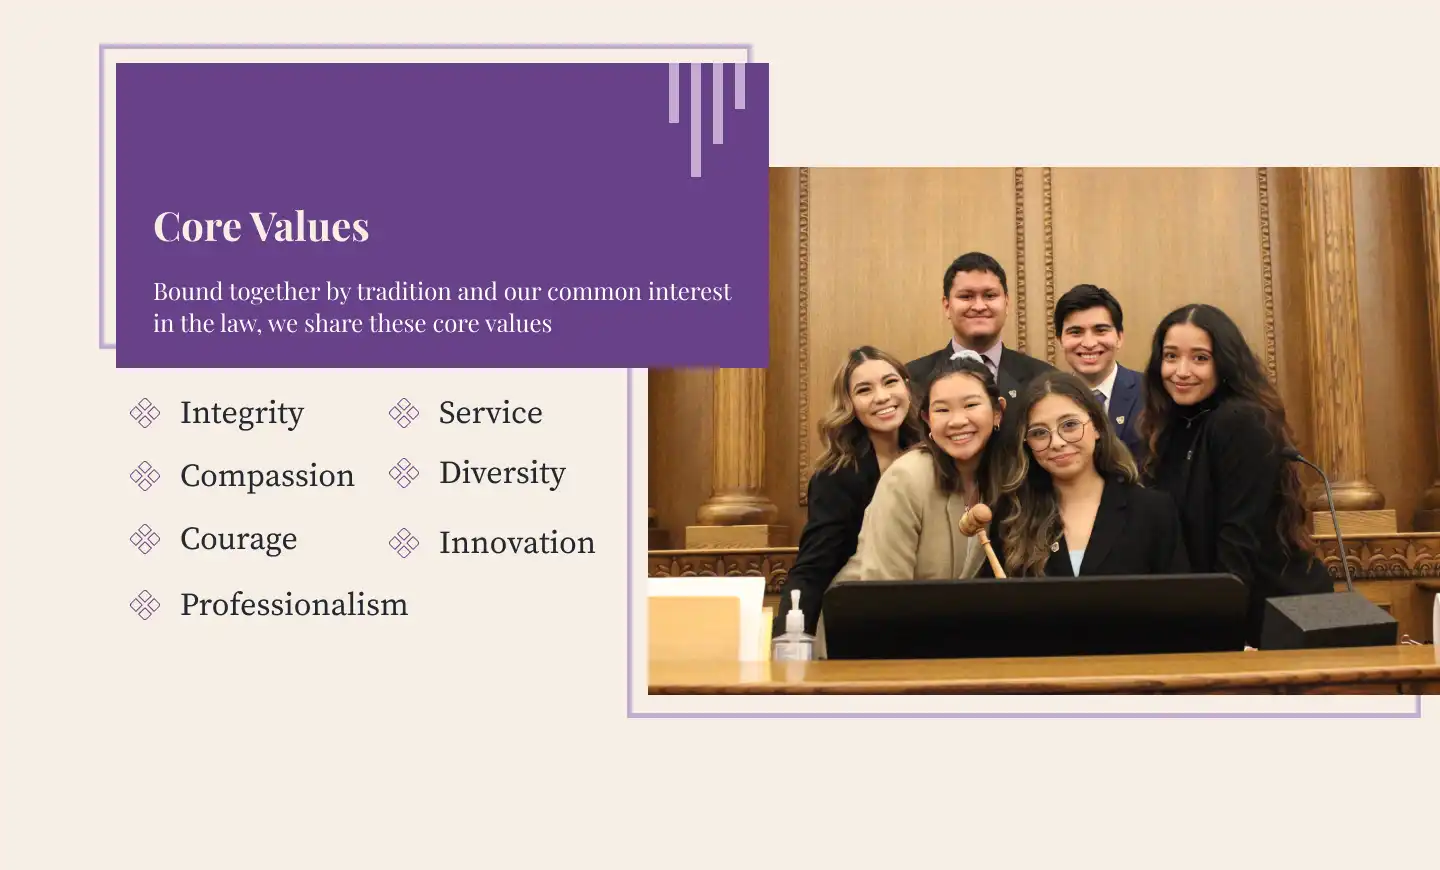 Core Values
Bound together by tradition and our common interest
in the law, we share these core values
Integrity
Compassion
Courage
Professionalism
Service
Diversity
Innovation